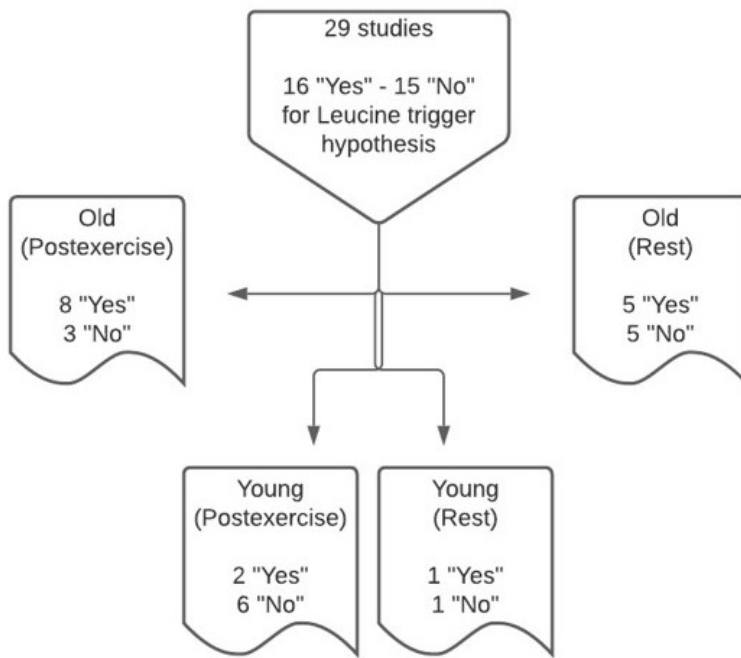 29 studies
16 "Yes" - 15 "No"
for Leucine trigger
hypothesis
Old
(Postexercise)
8 "Yes"
3 "No"
Old
(Rest)
5 "Yes"
5 "No"
Young
(Postexercise)
2 "Yes"
6 "No"
Young
(Rest)
1 "Yes"
1 "No"